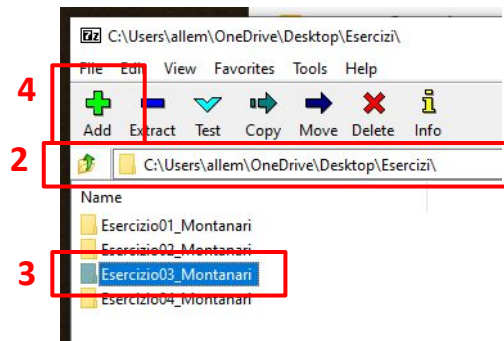 7z C:\Users\allem\OneDrive\Desktop\Esercizi\
File Edit View Favorites Tools Help
4
Add Extract Test Copy Move Delete Info
2 C:\Users\allem\OneDrive\Desktop\Esercizi\
Name
Esercizio01_Montanari
Esercizio02_Montanari
3 Esercizio03_Montanari
Esercizio04_Montanari